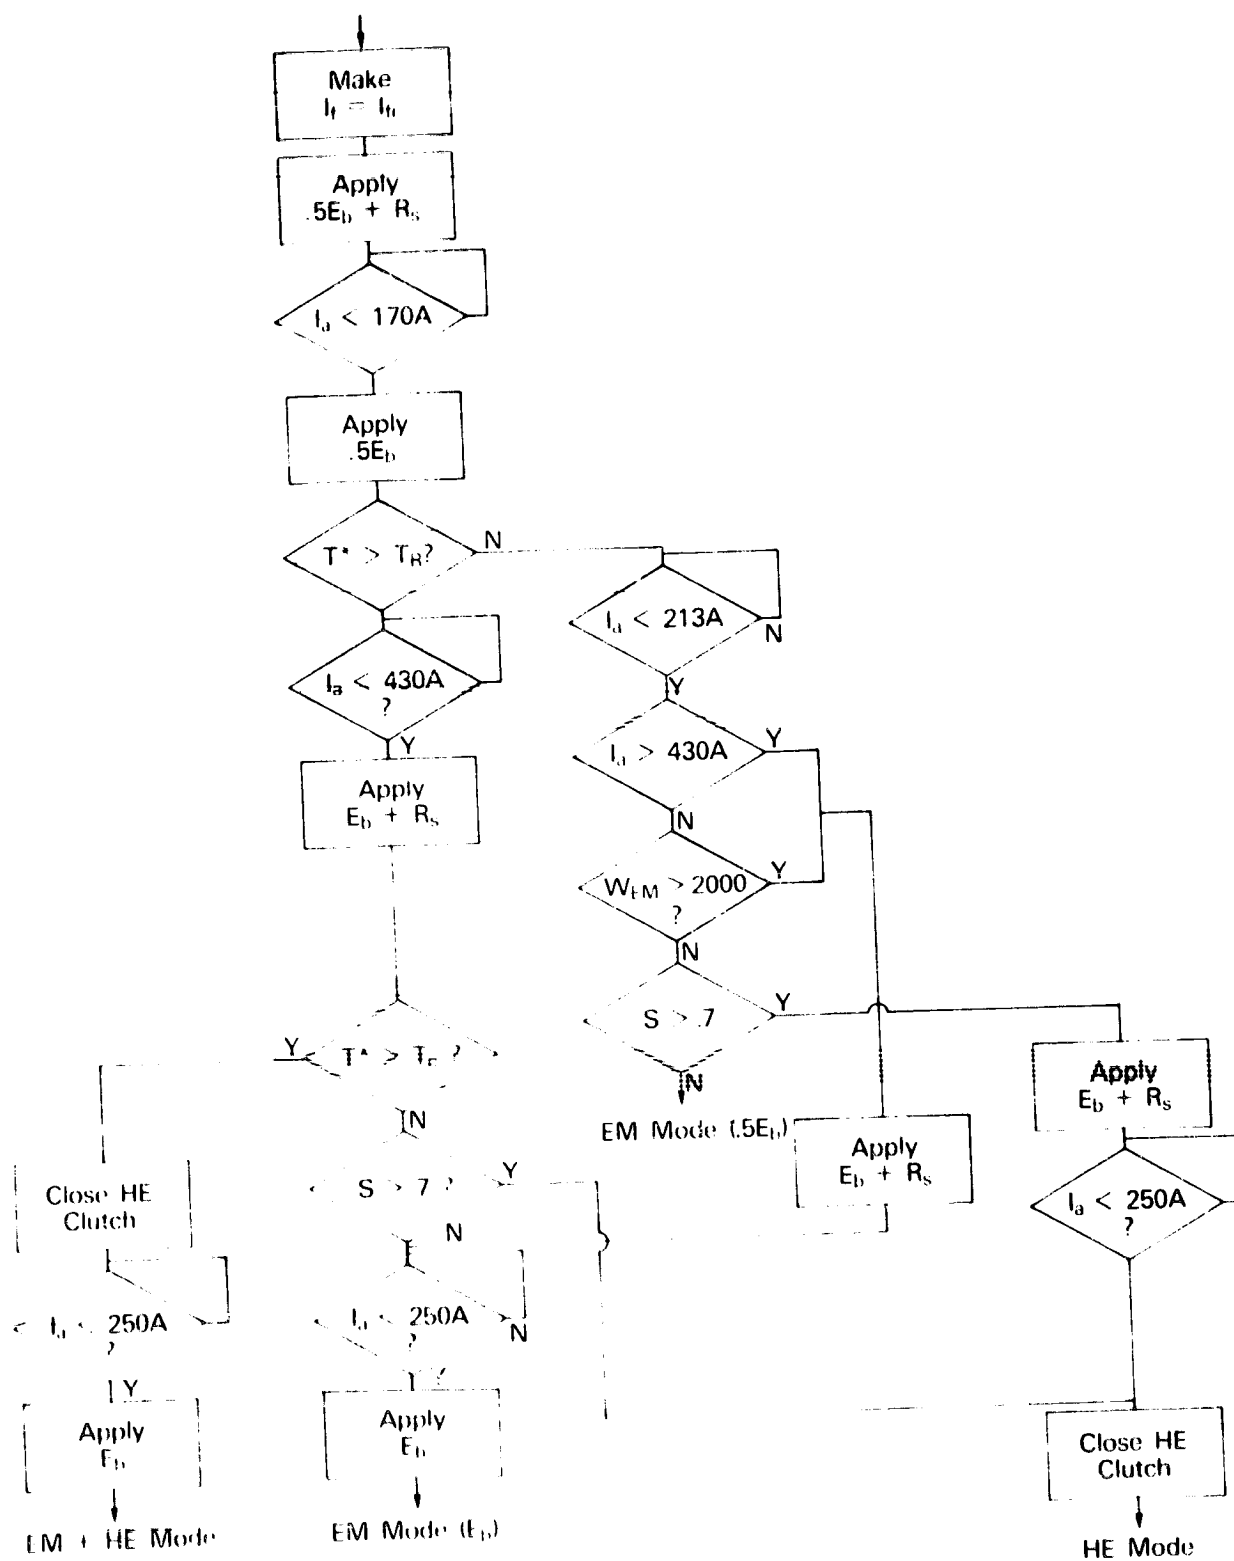 Make
I_f = I_fi
Apply
.5E_b + R_s
I_a < 170A
Apply
.5E_b
T* > T_R?
N
I_a < 213A
N
I_a < 430A
?
Y
Y
I_a > 430A
Y
N
Apply
E_b + R_s
W_EM > 2000
?
Y
N
S > .7
Y
N
EM Mode (.5E_b)
Y
T* > ?
N
Apply
E_b + R_s
Apply
E_b + R_s
I_a < 250A
?
S > .7 ?
Y
N
Close HE
Clutch
I_a < 250A
?
Y
I_a < 250A
?
N
Y
Apply
E_b
Apply
E_b
Close HE
Clutch
EM + HE Mode
EM Mode (E_b)
HE Mode